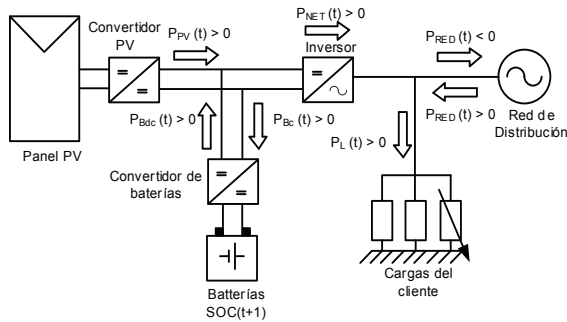 Convertidor
PV
P_PV (t) > 0
P_NET (t) > 0
Inversor
P_RED (t) < 0
P_RED (t) > 0
Red de
Distribución
P_Bdc (t) > 0
P_Bc (t) > 0
P_L (t) > 0
Panel PV
Convertidor de
baterías
Batterías
SOC(t+1)
Cargas del
cliente